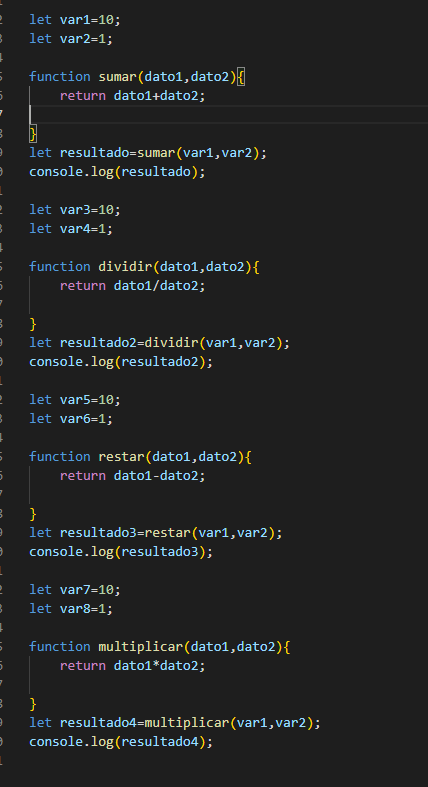 let var1=10;
let var2=1;
function sumar(dato1,dato2){
return dato1+dato2;
}
let resultado=sumar(var1,var2);
console.log(resultado);
let var3=10;
let var4=1;
function dividir(dato1,dato2){
return dato1/dato2;
}
let resultado2=dividir(var1,var2);
console.log(resultado2);
let var5=10;
let var6=1;
function restar(dato1,dato2){
return dato1-dato2;
}
let resultado3=restar(var1,var2);
console.log(resultado3);
let var7=10;
let var8=1;
function multiplicar(dato1,dato2){
return dato1*dato2;
}
let resultado4=multiplicar(var1,var2);
console.log(resultado4);